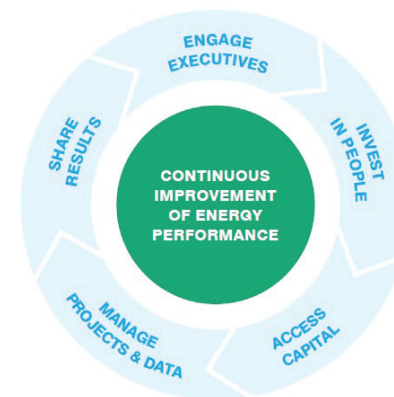 ENGAGE
EXECUTIVES
INVEST
IN PEOPLE
ACCESS
CAPITAL
MANAGE
PROJECTS & DATA
SHARE
RESULTS
CONTINUOUS
IMPROVEMENT
OF ENERGY
PERFORMANCE